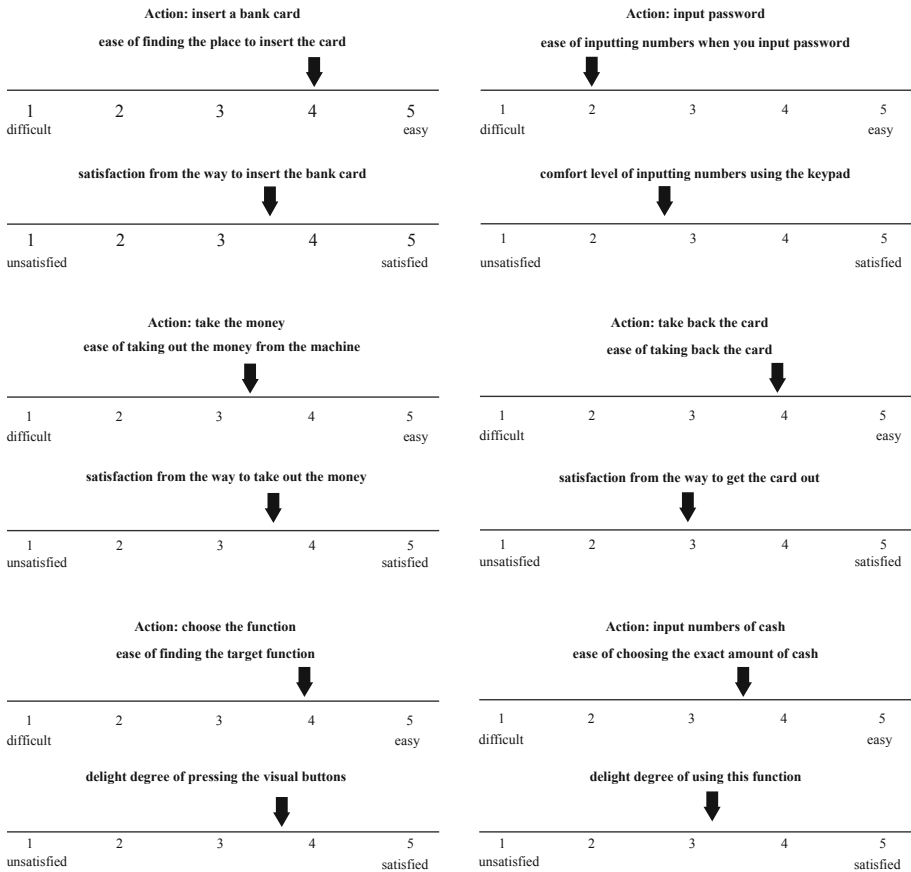 Action: insert a bank card
ease of finding the place to insert the card
1 2 3 4 5
difficult easy
satisfaction from the way to insert the bank card
1 2 3 4 5
unsatisfied satisfied
Action: input password
ease of inputting numbers when you input password
1 2 3 4 5
difficult easy
comfort level of inputting numbers using the keypad
1 2 3 4 5
unsatisfied satisfied
Action: take the money
ease of taking out the money from the machine
1 2 3 4 5
difficult easy
satisfaction from the way to take out the money
1 2 3 4 5
unsatisfied satisfied
Action: take back the card
ease of taking back the card
1 2 3 4 5
difficult easy
satisfaction from the way to get the card out
1 2 3 4 5
unsatisfied satisfied
Action: choose the function
ease of finding the target function
1 2 3 4 5
difficult easy
delight degree of pressing the visual buttons
1 2 3 4 5
unsatisfied satisfied
Action: input numbers of cash
ease of choosing the exact amount of cash
1 2 3 4 5
difficult easy
delight degree of using this function
1 2 3 4 5
unsatisfied satisfied